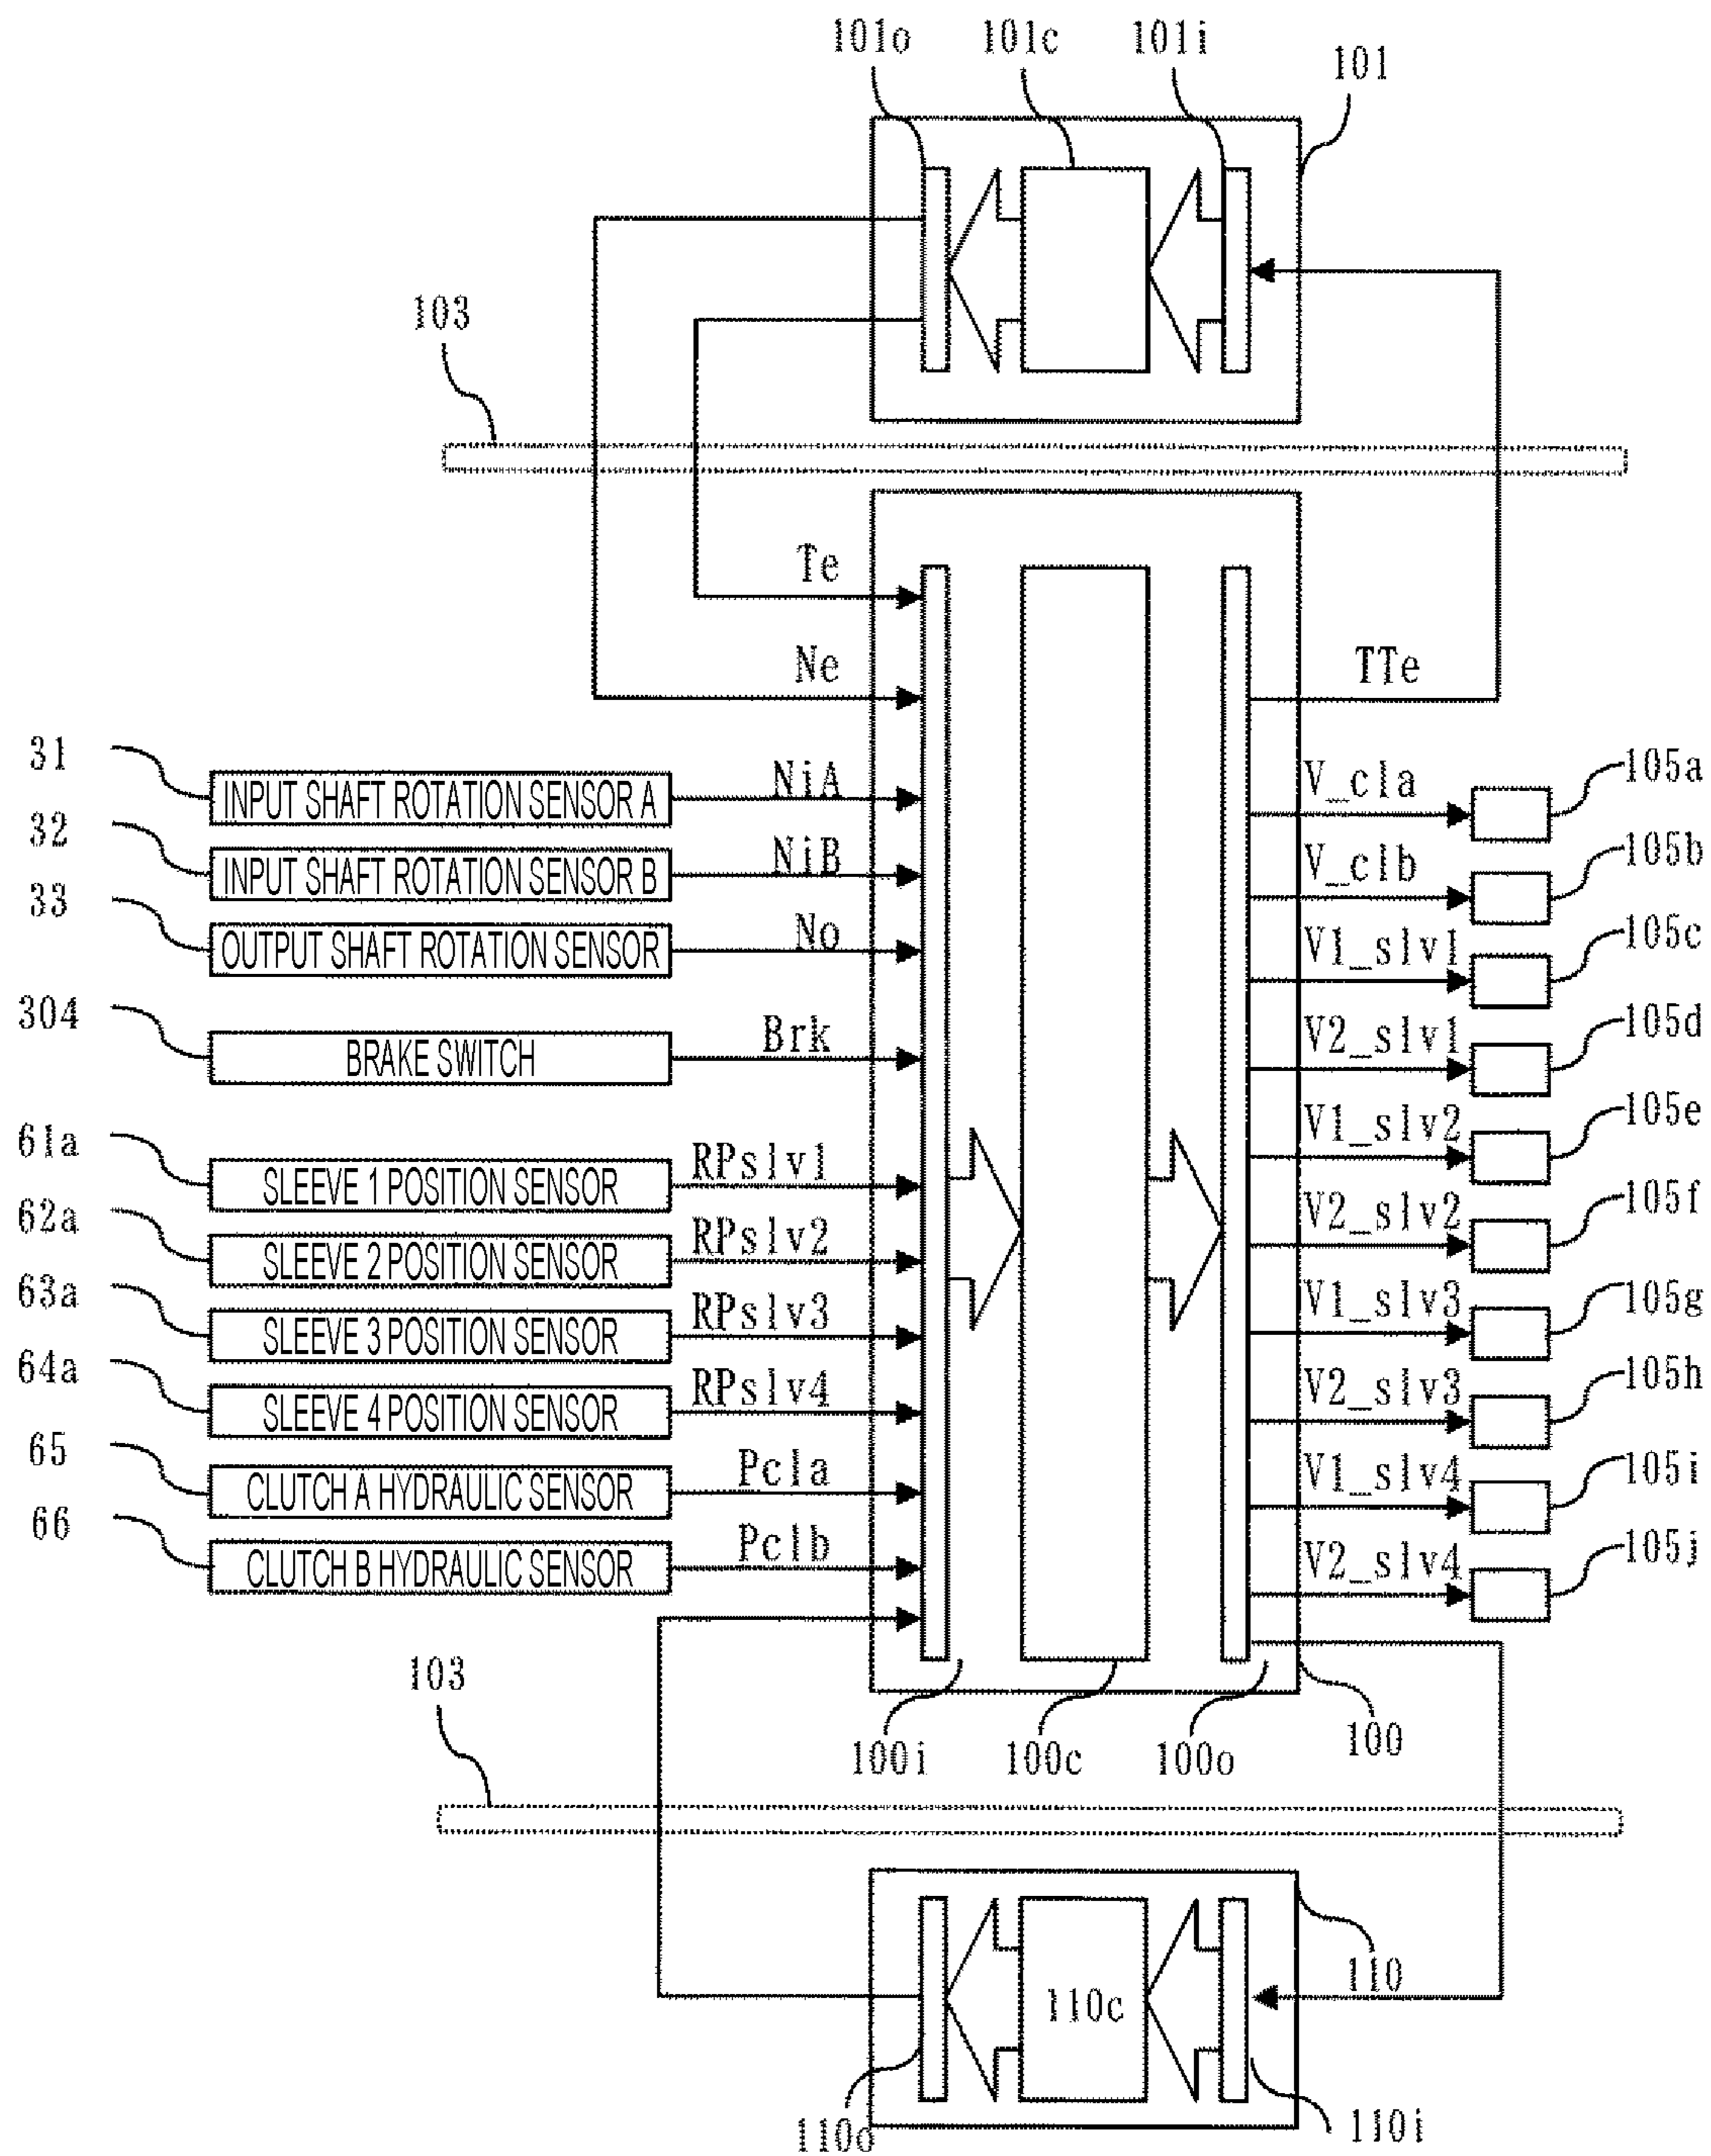 101o 101c 101i 101
103
Te
Ne
TTe
31 INPUT SHAFT ROTATION SENSOR A NiA
V_cla 105a
32 INPUT SHAFT ROTATION SENSOR B NiB
V_clb 105b
33 OUTPUT SHAFT ROTATION SENSOR No
V1_slv1 105c
304 BRAKE SWITCH Brk
V2_slv1 105d
61a SLEEVE 1 POSITION SENSOR RPslv1
V1_slv2 105e
62a SLEEVE 2 POSITION SENSOR RPslv2
V2_slv2 105f
63a SLEEVE 3 POSITION SENSOR RPslv3
V1_slv3 105g
64a SLEEVE 4 POSITION SENSOR RPslv4
V2_slv3 105h
65 CLUTCH A HYDRAULIC SENSOR Pcla
V1_slv4 105i
66 CLUTCH B HYDRAULIC SENSOR Pclb
V2_slv4 105j
103
100i 100c 100o 100
110c
110
110o 110i